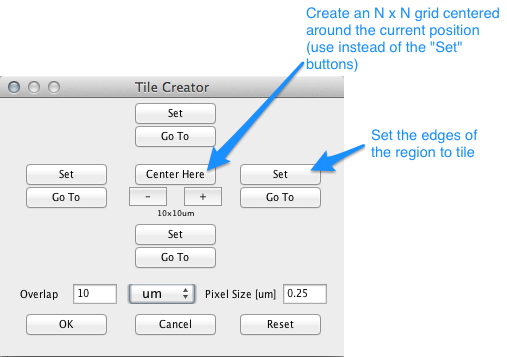 Create an N x N grid centered
around the current position
(use instead of the "Set"
buttons)
Tile Creator
Set
Go To
Set the edges of
the region to tile
Set
Center Here
Set
Go To
-
+
Go To
10x10um
Set
Go To
Overlap
10
um
Pixel Size [um]
0.25
OK
Cancel
Reset